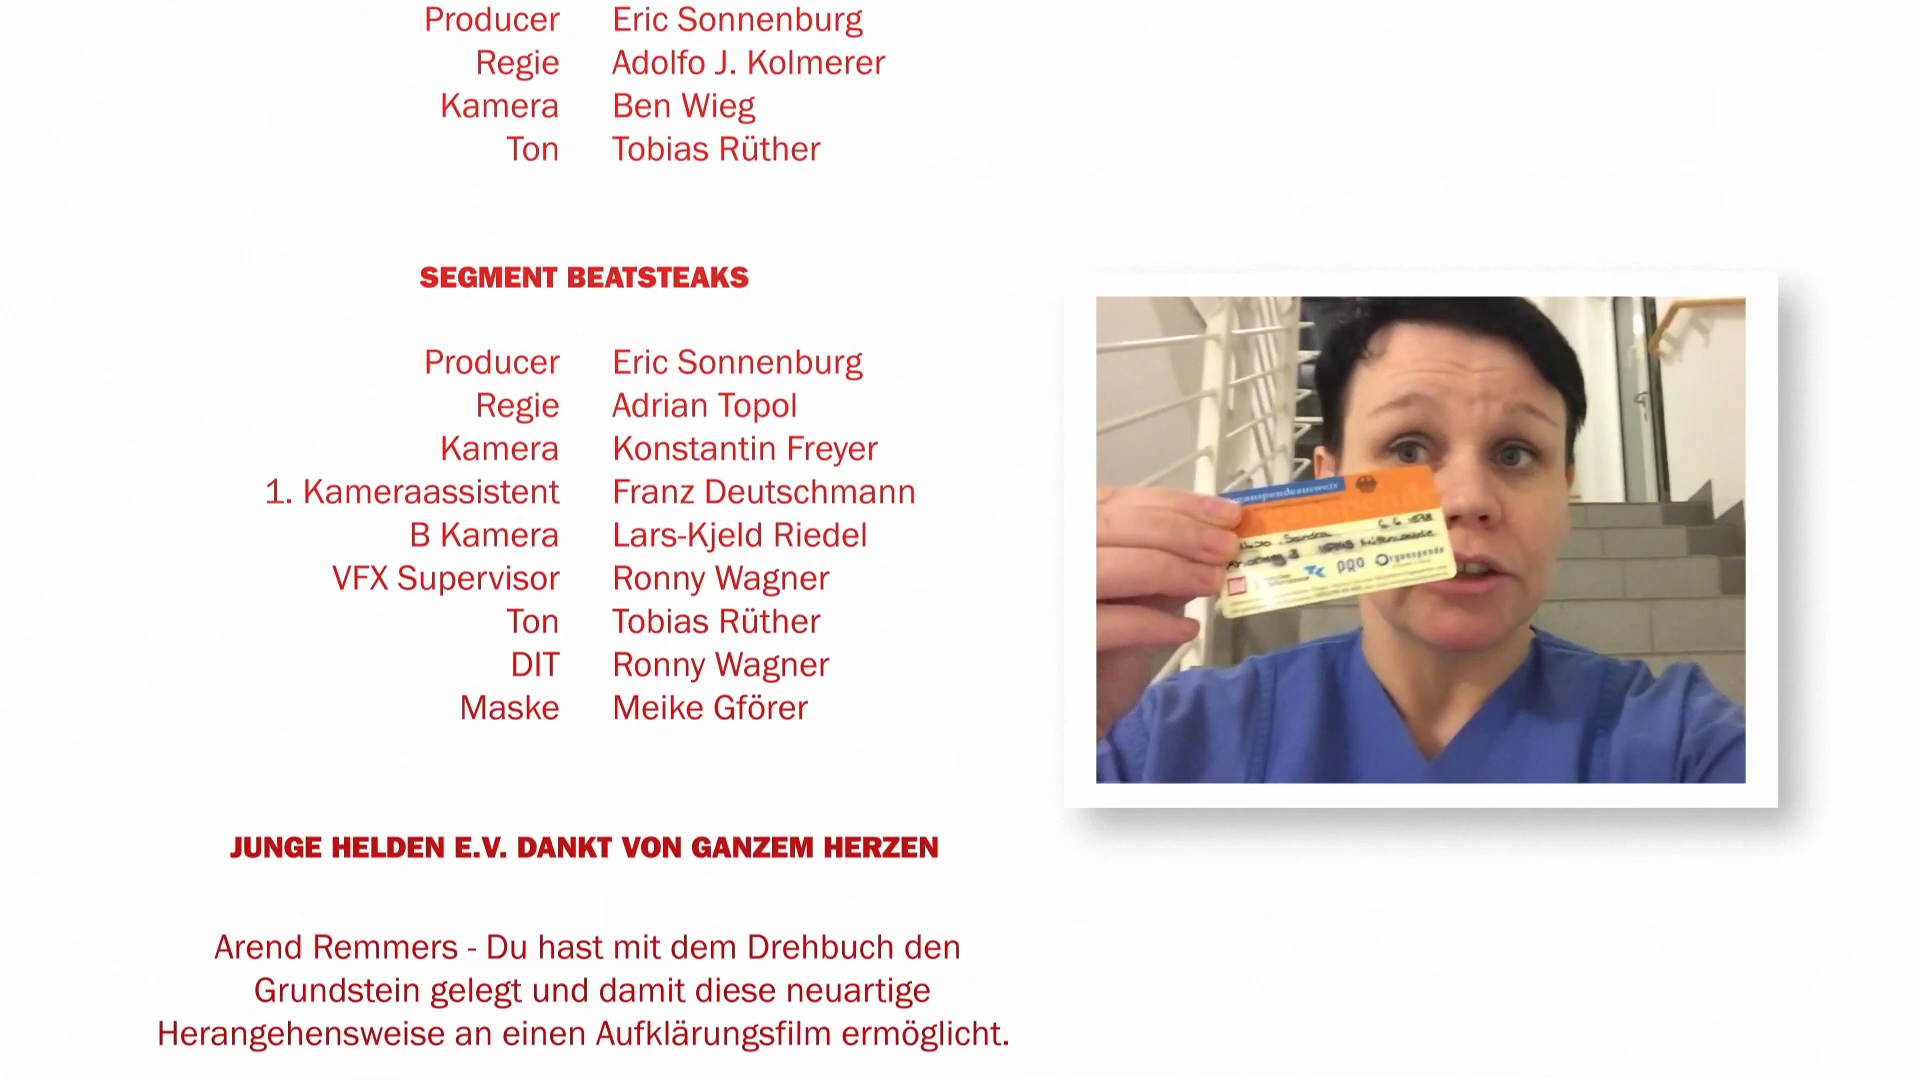 Producer Eric Sonnenburg
Regie Adolfo J. Kolmerer
Kamera Ben Wieg
Ton Tobias Rüther
SEGMENT BEATSTEAKS
Producer Eric Sonnenburg
Regie Adrian Topol
Kamera Konstantin Freyer
1. Kameraassistent Franz Deutschmann
B Kamera Lars-Kjeld Riedel
VFX Supervisor Ronny Wagner
Ton Tobias Rüther
DIT Ronny Wagner
Maske Meike Gförer
JUNGE HELDEN E.V. DANKT VON GANZEM HERZEN
Arend Remmers - Du hast mit dem Drehbuch den
Grundstein gelegt und damit diese neuartige
Herangehensweise an einen Aufklärungsfilm ermöglicht.
Sandra
PRO Organspende